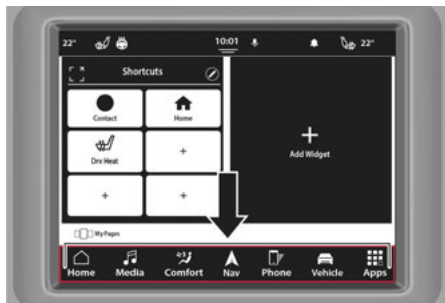 22° 10:01 22°
Shortcuts
Contact Home
Drv Heat +
+ +
+
Add Widget
My Pages
Home Media Comfort Nav Phone Vehicle Apps